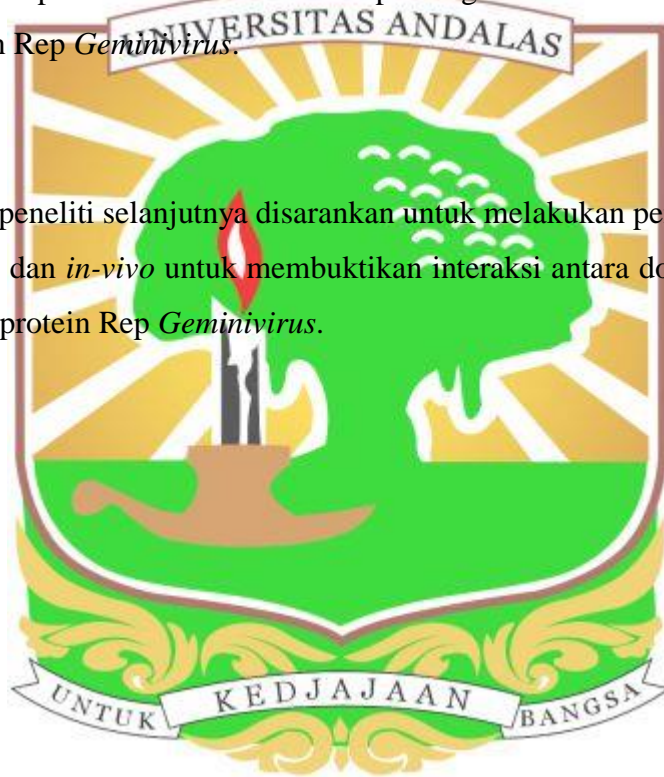 UNIVERSITAS ANDALAS
Rep Geminivirus.
peneliti selanjutnya disarankan untuk melakukan pe
dan in-vivo untuk membuktikan interaksi antara do
protein Rep Geminivirus.
UNTUK KEDJAJAAN BANGSA